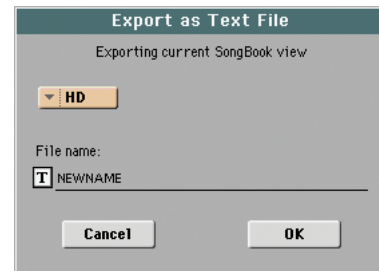 Export as Text File
Exporting current SongBook view
HD
File name:
T NEWNAME
Cancel OK